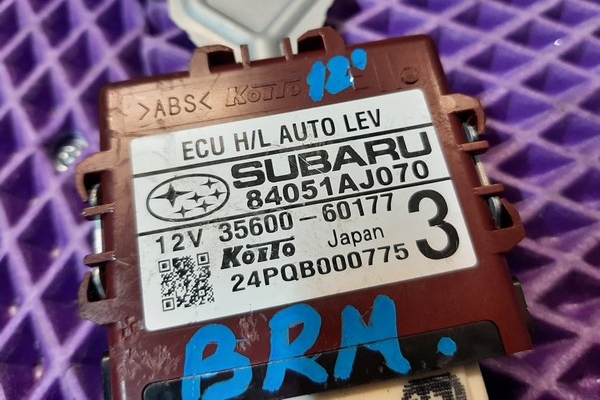 >ABS< KOITO 12'
ECU H/L AUTO LEV
SUBARU
84051AJ070
12V 35600-60177 3
KOITO Japan
24PQB000775
BRM.